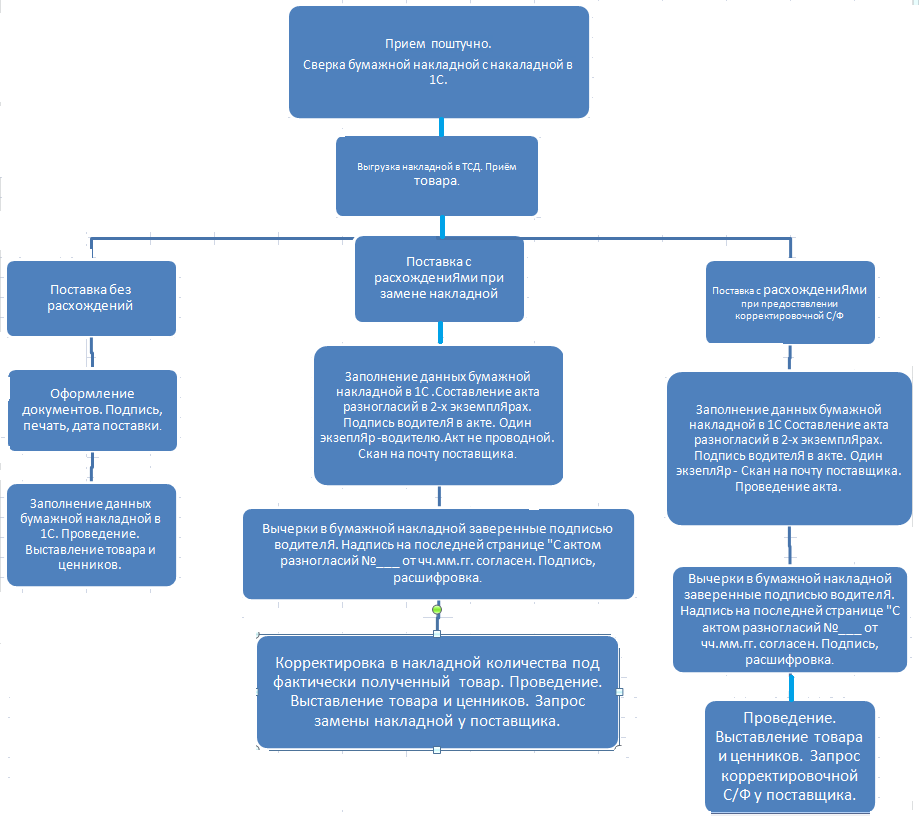 Прием поштучно.
Сверка бумажной накладной с накаладной в
1С.
Выгрузка накладной в ТСД. Приём
товара.
Поставка без
расхождений
Оформление
документов. Подпись,
печать, дата поставки.
Заполнение данных
бумажной накладной в
1С. Проведение.
Выставление товара и
ценников.
Поставка с
расхождениЯми при
замене накладной
Заполнение данных бумажной
накладной в 1С .Составление акта
разногласий в 2-х экземплЯрах.
Подпись водителЯ в акте. Один
экзеплЯр -водителю.Акт не проводной.
Скан на почту поставщика.
Вычерки в бумажной накладной заверенные подписью
водителЯ. Надпись на последней странице "С актом
разногласий №___ от чч.мм.гг. согласен. Подпись,
расшифровка.
Корректировка в накладной количества под
фактически полученный товар. Проведение.
Выставление товара и ценников. Запрос
замены накладной у поставщика.
Поставка с расхождениЯми
при предоставлении
корректировочной С/Ф
Заполнение данных бумажной
накладной в 1С Составление акта
разногласий в 2-х экземплЯрах.
Подпись водителЯ в акте. Один
экзеплЯр - Скан на почту поставщика.
Проведение акта.
Вычерки в бумажной накладной
заверенные подписью водителЯ.
Надпись на последней странице "С
актом разногласий №___ от
чч.мм.гг. согласен. Подпись,
расшифровка.
Проведение.
Выставление товара
и ценников. Запрос
корректировочной
С/Ф у поставщика.